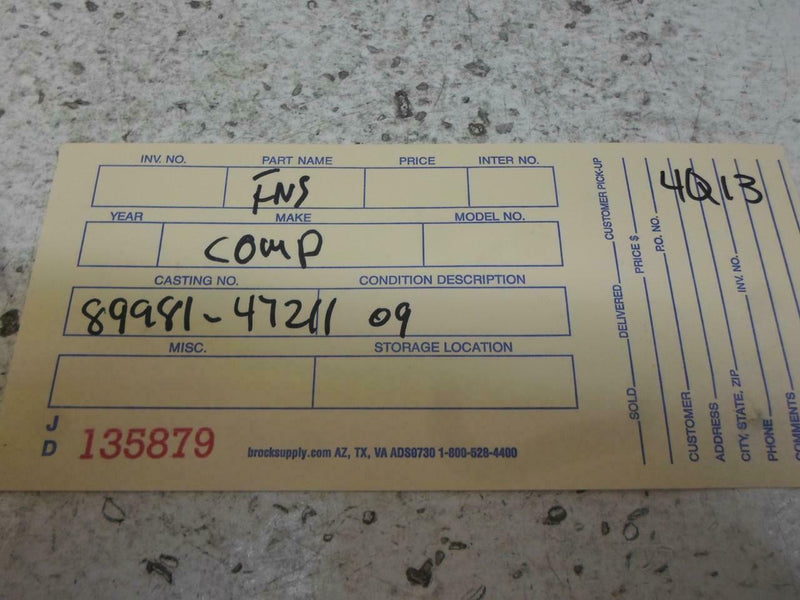 INV. NO. PART NAME PRICE INTER NO.
INS
YEAR MAKE MODEL NO.
COMP
CASTING NO. CONDITION DESCRIPTION
89981-47211 09
MISC. STORAGE LOCATION
JD 135879
brocksupply.com AZ, TX, VA ADS0730 1-800-528-4400
SOLD DELIVERED CUSTOMER PICK-UP
PRICE $
P.O. NO.
4Q13
CUSTOMER
ADDRESS
CITY, STATE, ZIP INV. NO.
PHONE
COMMENTS